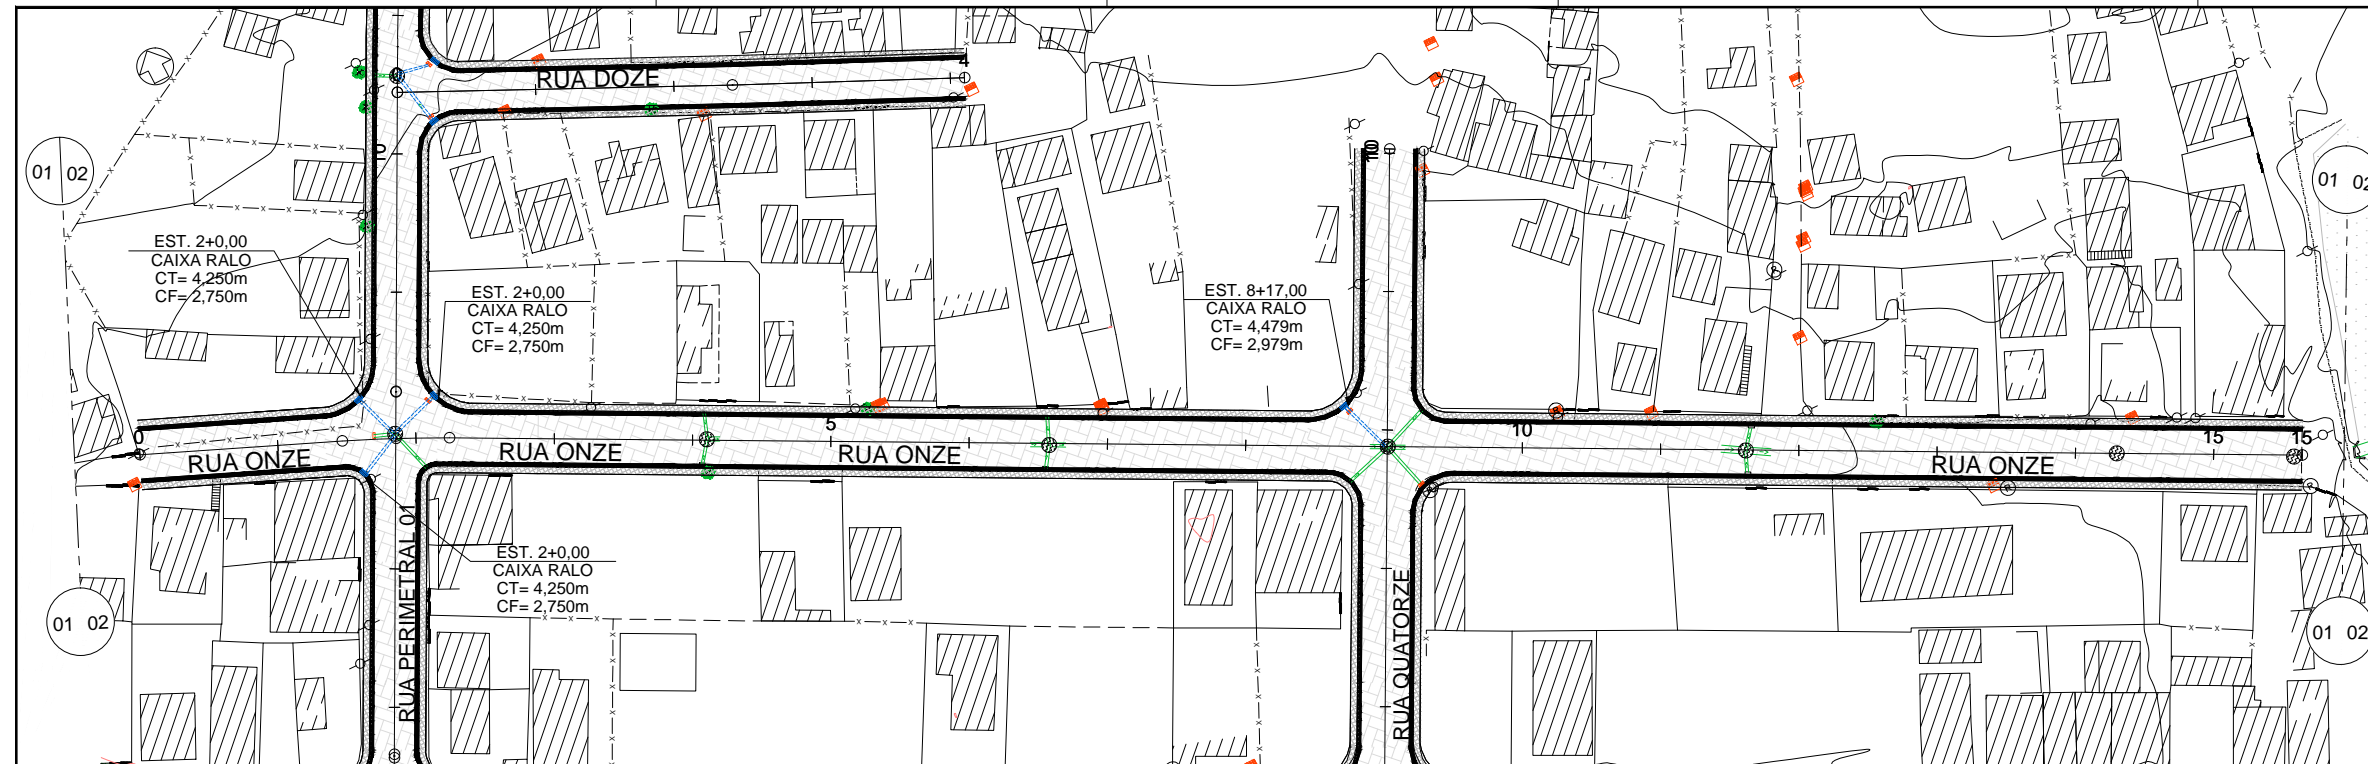 RUA DOZE
4
10
01 02
01 02
EST. 2+0,00
CAIXA RALO
CT= 4,250m
CF= 2,750m
EST. 2+0,00
CAIXA RALO
CT= 4,250m
CF= 2,750m
EST. 8+17,00
CAIXA RALO
CT= 4,479m
CF= 2,979m
0
RUA ONZE
RUA ONZE
5
RUA ONZE
10
RUA ONZE
15
15
EST. 2+0,00
CAIXA RALO
CT= 4,250m
CF= 2,750m
RUA PERIMETRAL 01
RUA QUATORZE
01 02
01 02